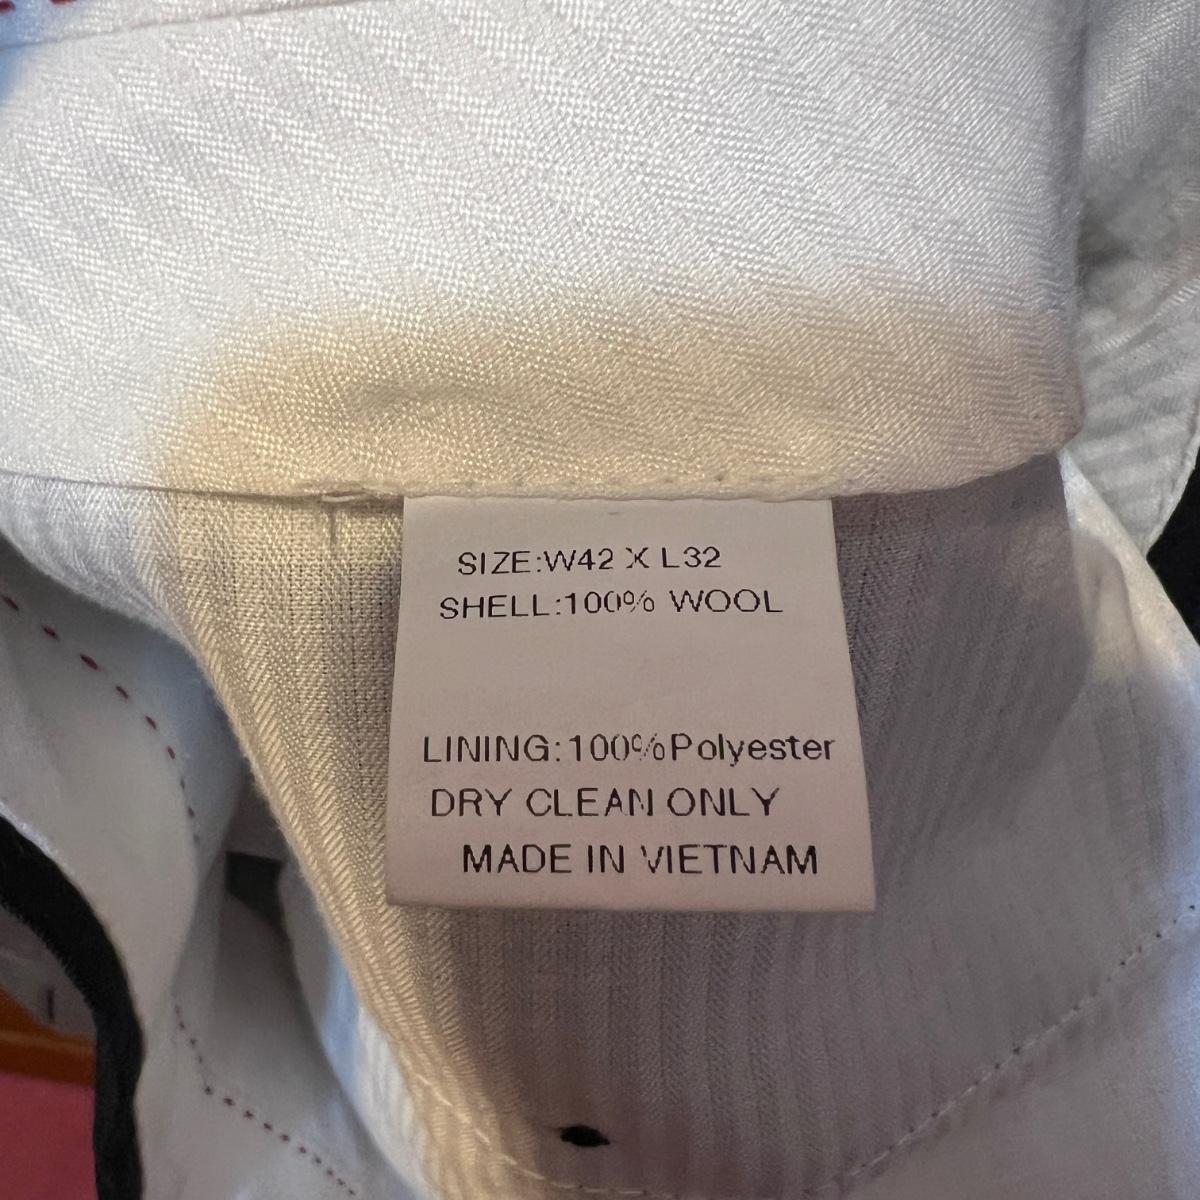 SIZE:W42 X L32
SHELL:100% WOOL
LINING:100%Polyester
DRY CLEAN ONLY
MADE IN VIETNAM